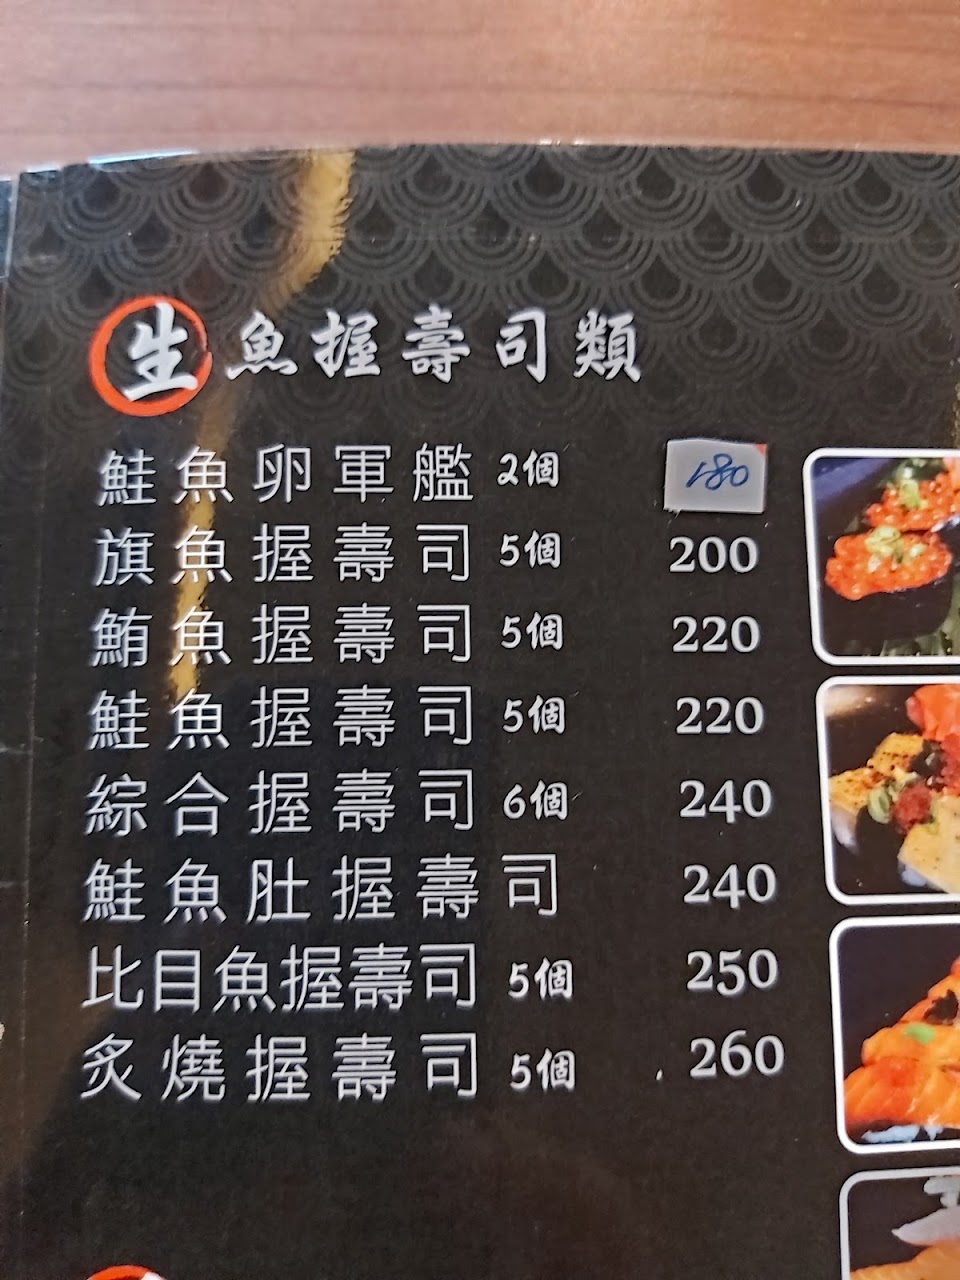 生魚握壽司類
鮭魚卵軍艦 2個 180
旗魚握壽司 5個 200
鮪魚握壽司 5個 220
鮭魚握壽司 5個 220
綜合握壽司 6個 240
鮭魚肚握壽司 240
比目魚握壽司 5個 250
炙燒握壽司 5個 260